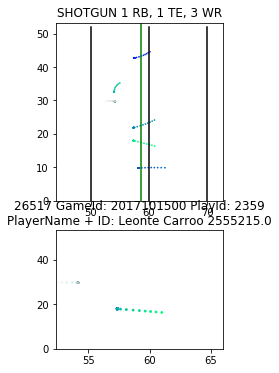 SHOTGUN 1 RB, 1 TE, 3 WR
50
40
30
20
10
0
50 60 70
26517 GameId: 2017101500 PlayId: 2359
PlayerName + ID: Leonte Carroo 2555215.0
40
20
0
55 60 65